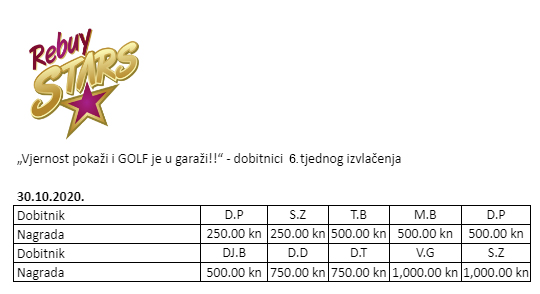 Rebuy
STARS
„Vjernost pokaži i GOLF je u garaži!!“ - dobitnici 6.tjednog izvlačenja
30.10.2020.
Dobitnik D.P S.Z T.B M.B D.P
Nagrada 250.00 kn 250.00 kn 500.00 kn 500.00 kn 500.00 kn
Dobitnik DJ.B D.D D.T V.G S.Z
Nagrada 500.00 kn 750.00 kn 750.00 kn 1,000.00 kn 1,000.00 kn